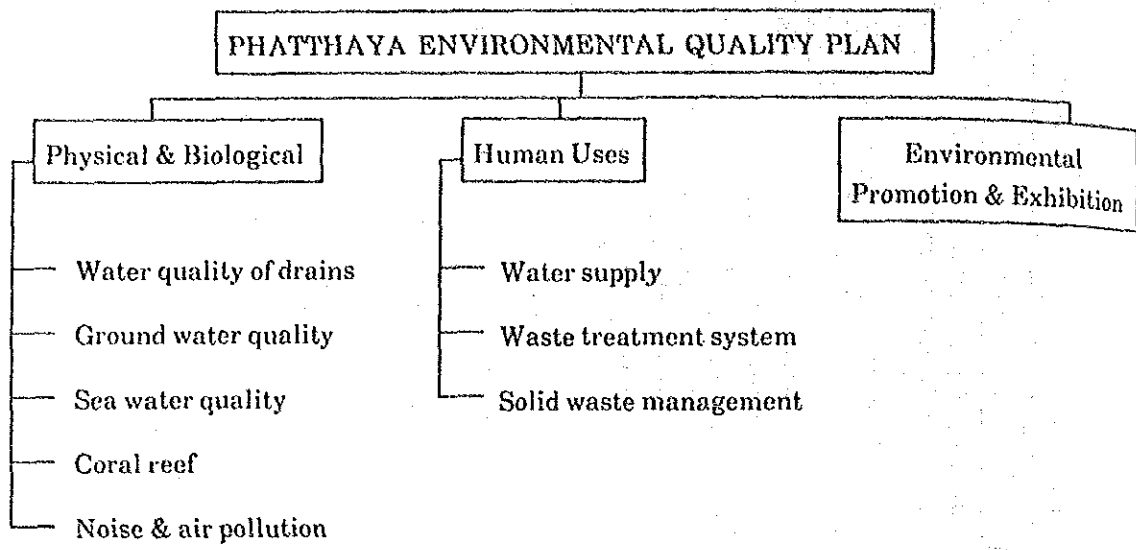 PHATTHAYA ENVIRONMENTAL QUALITY PLAN
Physical & Biological
Water quality of drains
Ground water quality
Sea water quality
Coral reef
Noise & air pollution
Human Uses
Water supply
Waste treatment system
Solid waste management
Environmental
Promotion & Exhibition